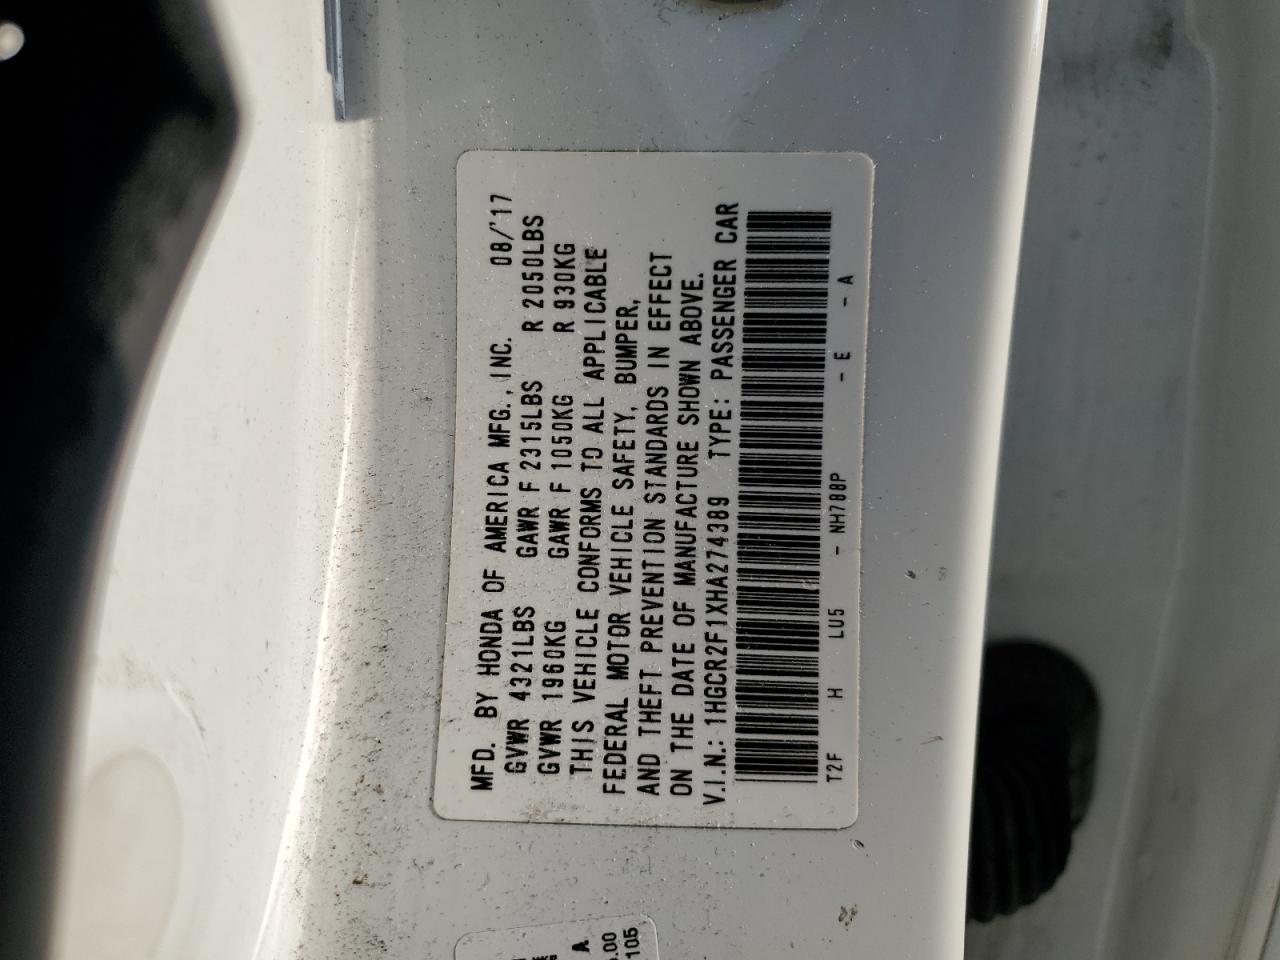 MFD. BY HONDA OF AMERICA MFG., INC. 08/'17
GVWR 4321LBS GAWR F 2315LBS R 2050LBS
GVWR 1960KG GAWR F 1050KG R 930KG
THIS VEHICLE CONFORMS TO ALL APPLICABLE
FEDERAL MOTOR VEHICLE SAFETY, BUMPER,
AND THEFT PREVENTION STANDARDS IN EFFECT
ON THE DATE OF MANUFACTURE SHOWN ABOVE.
V.I.N.: 1HGCR2F1XHA274389 TYPE: PASSENGER CAR
T2F H LU5 - NH788P - E - A
A
105